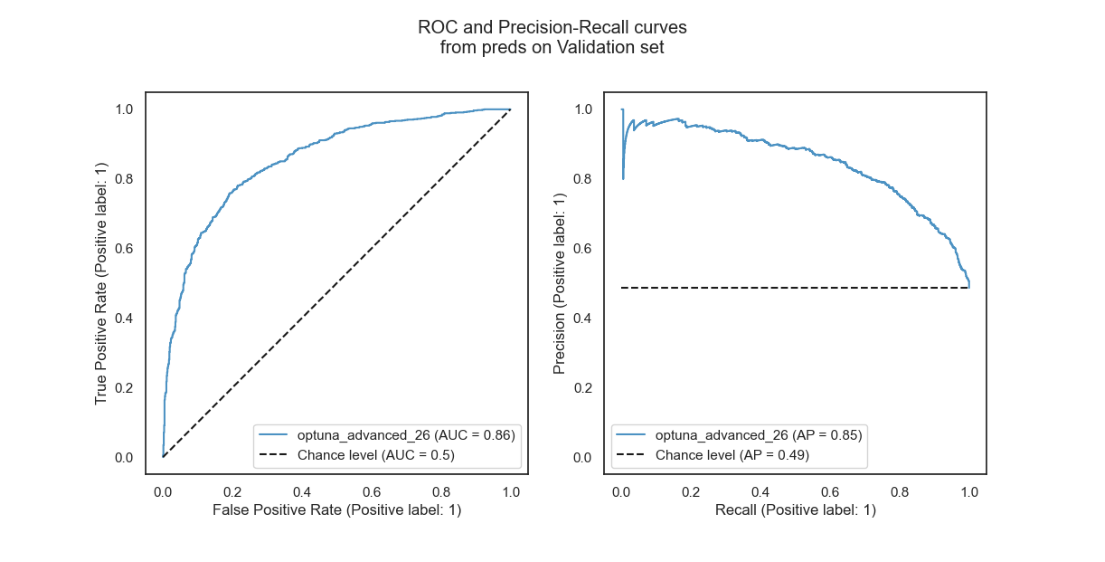 ROC and Precision-Recall curves
from preds on Validation set
True Positive Rate (Positive label: 1)
1.0
0.8
0.6
0.4
0.2
0.0
optuna_advanced_26 (AUC = 0.86)
Chance level (AUC = 0.5)
0.0 0.2 0.4 0.6 0.8 1.0
False Positive Rate (Positive label: 1)
Precision (Positive label: 1)
1.0
0.8
0.6
0.4
0.2
0.0
optuna_advanced_26 (AP = 0.85)
Chance level (AP = 0.49)
0.0 0.2 0.4 0.6 0.8 1.0
Recall (Positive label: 1)